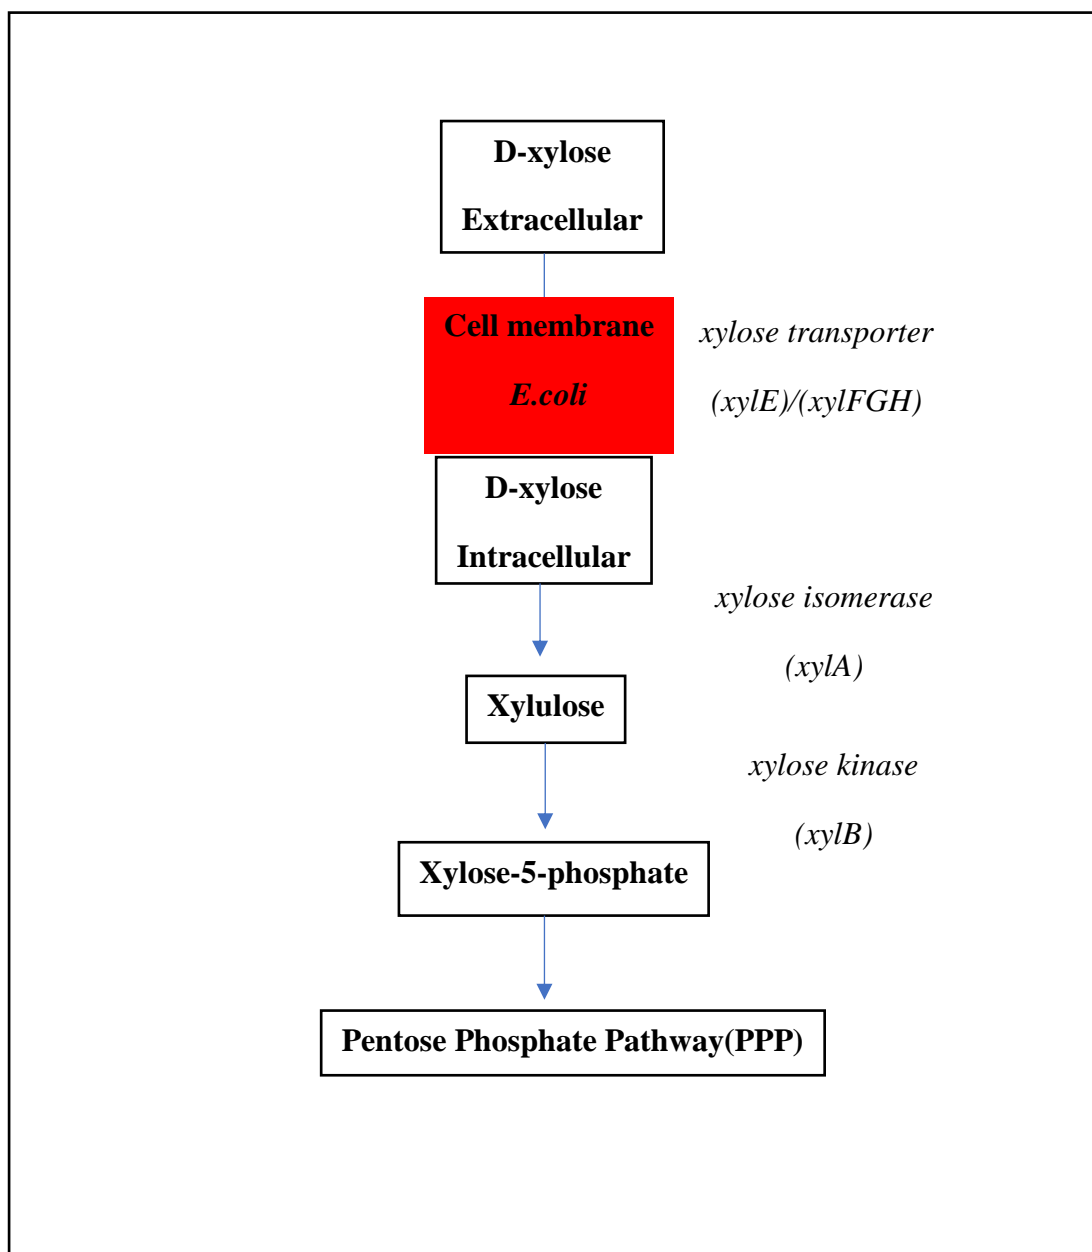 D-xylose
Extracellular
Cell membrane
E.coli
xylose transporter
(xylE)/(xylFGH)
D-xylose
Intracellular
xylose isomerase
(xylA)
Xylulose
xylose kinase
(xylB)
Xylose-5-phosphate
Pentose Phosphate Pathway(PPP)